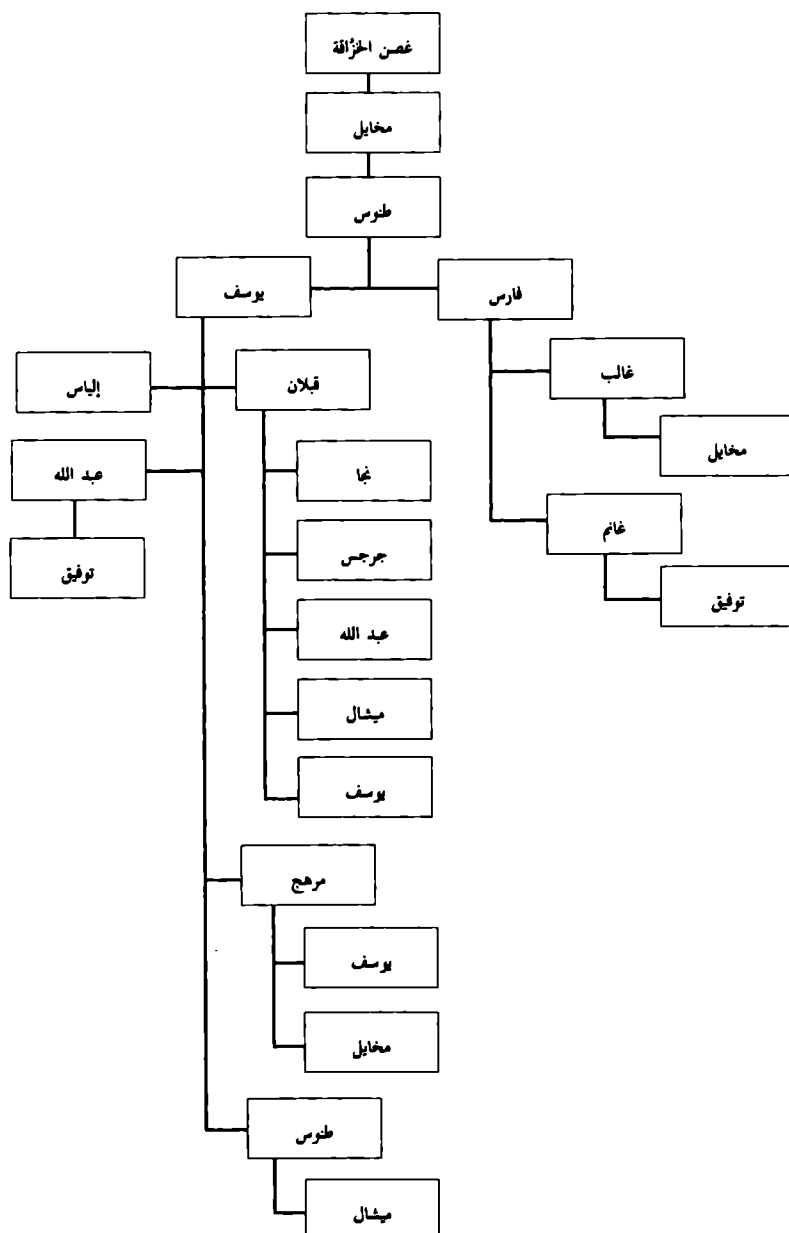 غصن الخزاقة
مخايل
طنوس
فارس
يوسف
غالب
قبلان
إلياس
مخايل
نجا
عبد الله
غانم
جرجس
توفيق
توفيق
عبد الله
ميشال
يوسف
مرهج
يوسف
مخايل
طنوس
ميشال